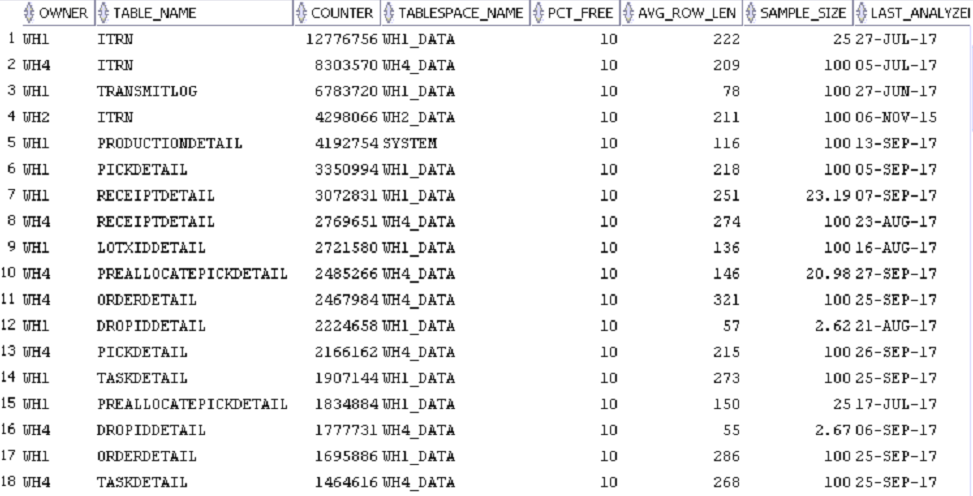 OWNER TABLE_NAME COUNTER TABLESPACE_NAME PCT_FREE AVG_ROW_LEN SAMPLE_SIZE LAST_ANALYZE
1 WH1 ITRN 12776756 WH1_DATA 10 222 25 27-JUL-17
2 WH4 ITRN 8303570 WH4_DATA 10 209 100 05-JUL-17
3 WH1 TRANSMITLOG 6783720 WH1_DATA 10 78 100 27-JUN-17
4 WH2 ITRN 4298066 WH2_DATA 10 211 100 06-NOV-15
5 WH1 PRODUCTIONDETAIL 4192754 SYSTEM 10 116 100 13-SEP-17
6 WH1 PICKDETAIL 3350994 WH1_DATA 10 218 100 05-SEP-17
7 WH1 RECEIPTDETAIL 3072831 WH1_DATA 10 251 23.19 07-SEP-17
8 WH4 RECEIPTDETAIL 2769651 WH4_DATA 10 274 100 23-AUG-17
9 WH1 LOTXIDDETAIL 2721580 WH1_DATA 10 136 100 16-AUG-17
10 WH4 PREALLOCATEPICKDETAIL 2485266 WH4_DATA 10 146 20.98 27-SEP-17
11 WH4 ORDERDETAIL 2467984 WH4_DATA 10 321 100 25-SEP-17
12 WH1 DROPIDDETAIL 2224658 WH1_DATA 10 57 2.62 21-AUG-17
13 WH4 PICKDETAIL 2166162 WH4_DATA 10 215 100 26-SEP-17
14 WH1 TASKDETAIL 1907144 WH1_DATA 10 273 100 25-SEP-17
15 WH1 PREALLOCATEPICKDETAIL 1834884 WH1_DATA 10 150 25 17-JUL-17
16 WH4 DROPIDDETAIL 1777731 WH4_DATA 10 55 2.67 06-SEP-17
17 WH1 ORDERDETAIL 1695886 WH1_DATA 10 286 100 25-SEP-17
18 WH4 TASKDETAIL 1464616 WH4_DATA 10 268 100 25-SEP-17